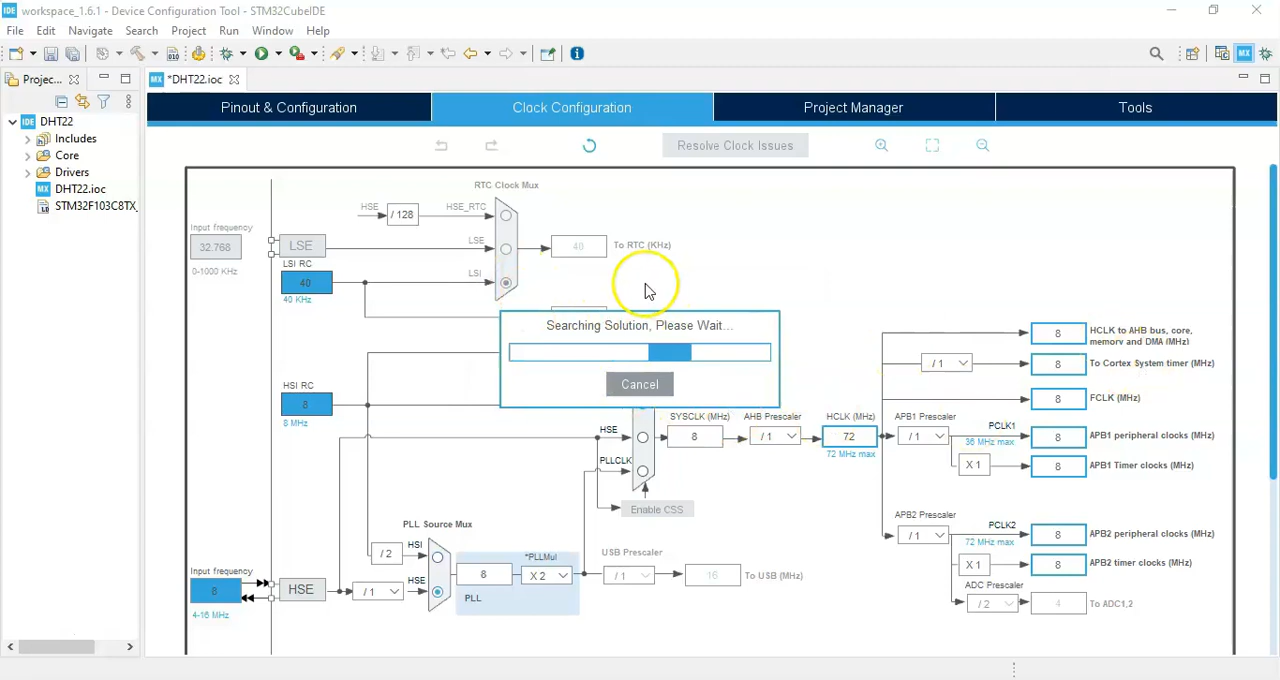 IDE workspace_1.6.1 - Device Configuration Tool - STM32CubeIDE
File Edit Navigate Search Project Run Window Help
MX
Projec...
MX *DHT22.ioc
IDE DHT22
Includes
Core
Drivers
MX DHT22.ioc
STM32F103C8TX_
Pinout & Configuration
Clock Configuration
Project Manager
Tools
Resolve Clock Issues
RTC Clock Mux
HSE
/ 128
HSE_RTC
Input frequency
32.768
0-1000 KHz
LSE
LSE
40
To RTC (KHz)
LSI RC
40
40 KHz
LSI
Searching Solution, Please Wait...
Cancel
HSI RC
8
8 MHz
HSE
PLLCLK
Enable CSS
SYSCLK (MHz)
8
AHB Prescaler
/ 1
HCLK (MHz)
72
72 MHz max
8
HCLK to AHB bus, core,
memory and DMA (MHz)
/ 1
8
To Cortex System timer (MHz)
8
FCLK (MHz)
APB1 Prescaler
/ 1
PCLK1
36 MHz max
8
APB1 peripheral clocks (MHz)
X 1
8
APB1 Timer clocks (MHz)
APB2 Prescaler
/ 1
PCLK2
72 MHz max
8
APB2 peripheral clocks (MHz)
X 1
8
APB2 timer clocks (MHz)
ADC Prescaler
/ 2
4
To ADC1,2
PLL Source Mux
HSI
/ 2
HSE
/ 1
Input frequency
8
4-16 MHz
HSE
8
*PLLMul
X 2
PLL
USB Prescaler
/ 1
16
To USB (MHz)